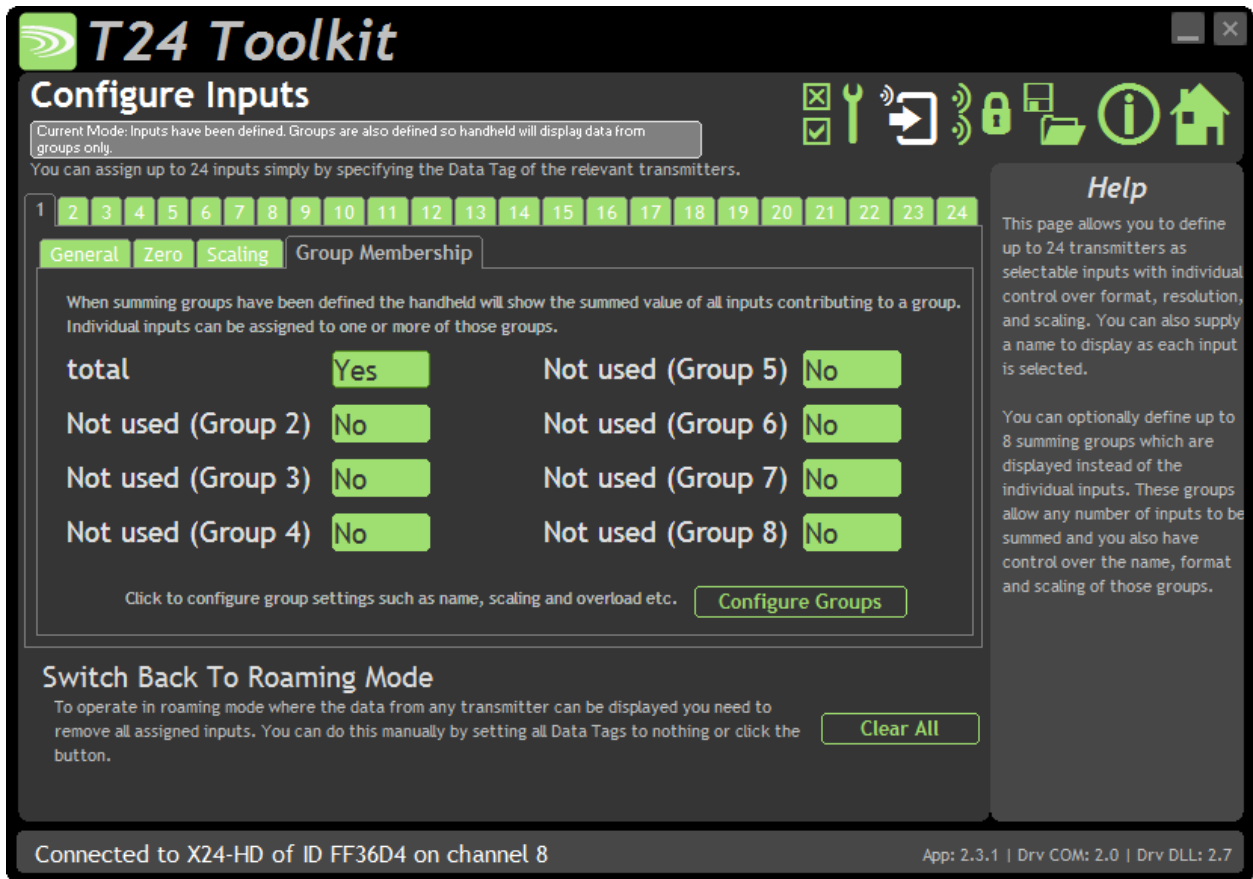 T24 Toolkit
Configure Inputs
Current Mode: Inputs have been defined. Groups are also defined so handheld will display data from
groups only.
You can assign up to 24 inputs simply by specifying the Data Tag of the relevant transmitters.
1 2 3 4 5 6 7 8 9 10 11 12 13 14 15 16 17 18 19 20 21 22 23 24
General Zero Scaling Group Membership
When summing groups have been defined the handheld will show the summed value of all inputs contributing to a group.
Individual inputs can be assigned to one or more of those groups.
total Yes Not used (Group 5) No
Not used (Group 2) No Not used (Group 6) No
Not used (Group 3) No Not used (Group 7) No
Not used (Group 4) No Not used (Group 8) No
Click to configure group settings such as name, scaling and overload etc. Configure Groups
Switch Back To Roaming Mode
To operate in roaming mode where the data from any transmitter can be displayed you need to
remove all assigned inputs. You can do this manually by setting all Data Tags to nothing or click the
button.
Clear All
Help
This page allows you to define
up to 24 transmitters as
selectable inputs with individual
control over format, resolution,
and scaling. You can also supply
a name to display as each input
is selected.
You can optionally define up to
8 summing groups which are
displayed instead of the
individual inputs. These groups
allow any number of inputs to be
summed and you also have
control over the name, format
and scaling of those groups.
Connected to X24-HD of ID FF36D4 on channel 8
App: 2.3.1 | Drv COM: 2.0 | Drv DLL: 2.7